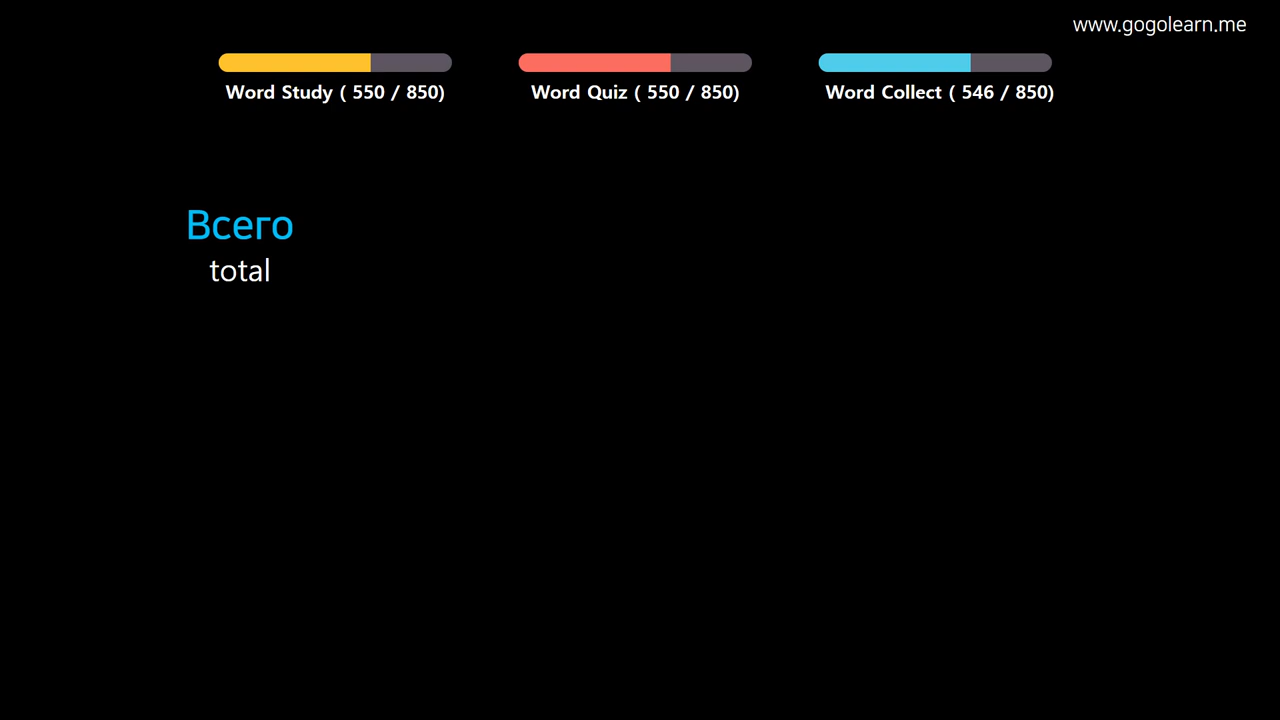 www.gogolearn.me
Word Study ( 550 / 850)
Word Quiz ( 550 / 850)
Word Collect ( 546 / 850)
Всего
total